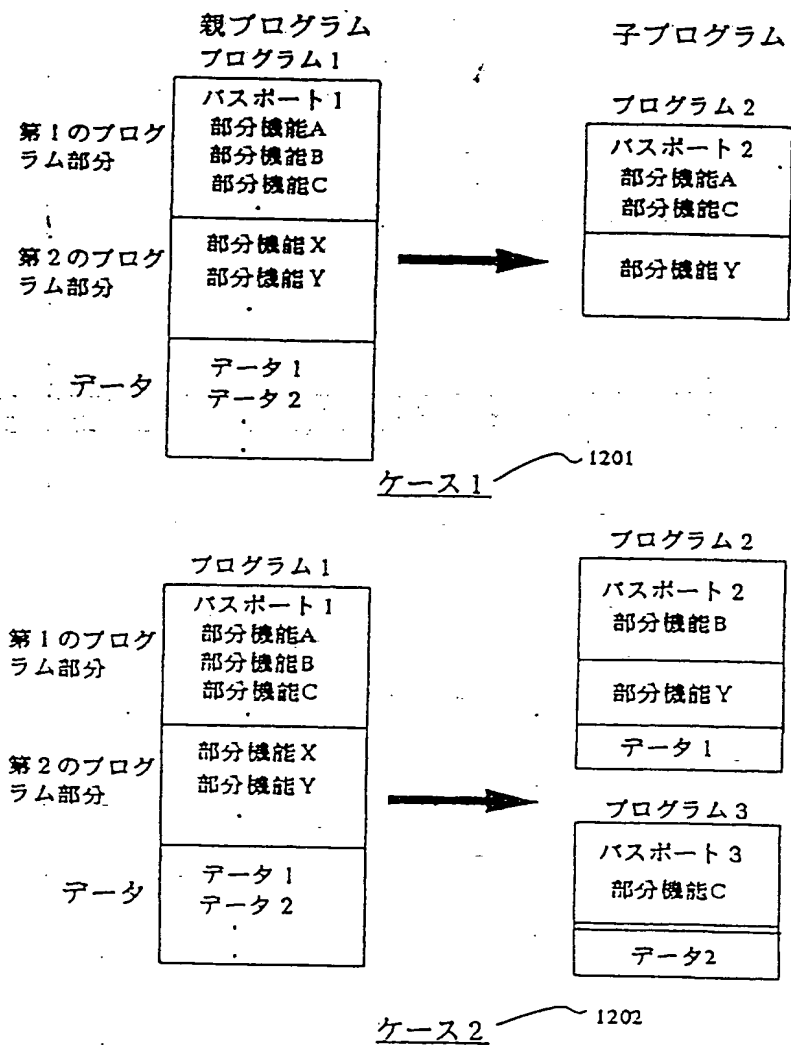 親プログラム
プログラム1
パスポート1
部分機能A
部分機能B
部分機能C
第1のプログ
ラム部分
部分機能X
部分機能Y
第2のプログ
ラム部分
データ1
データ2
データ
子プログラム
プログラム2
パスポート2
部分機能A
部分機能C
部分機能Y
ケース1
1201
プログラム1
パスポート1
部分機能A
部分機能B
部分機能C
第1のプログ
ラム部分
部分機能X
部分機能Y
第2のプログ
ラム部分
データ1
データ2
データ
プログラム2
パスポート2
部分機能B
部分機能Y
データ1
プログラム3
パスポート3
部分機能C
データ2
ケース2
1202